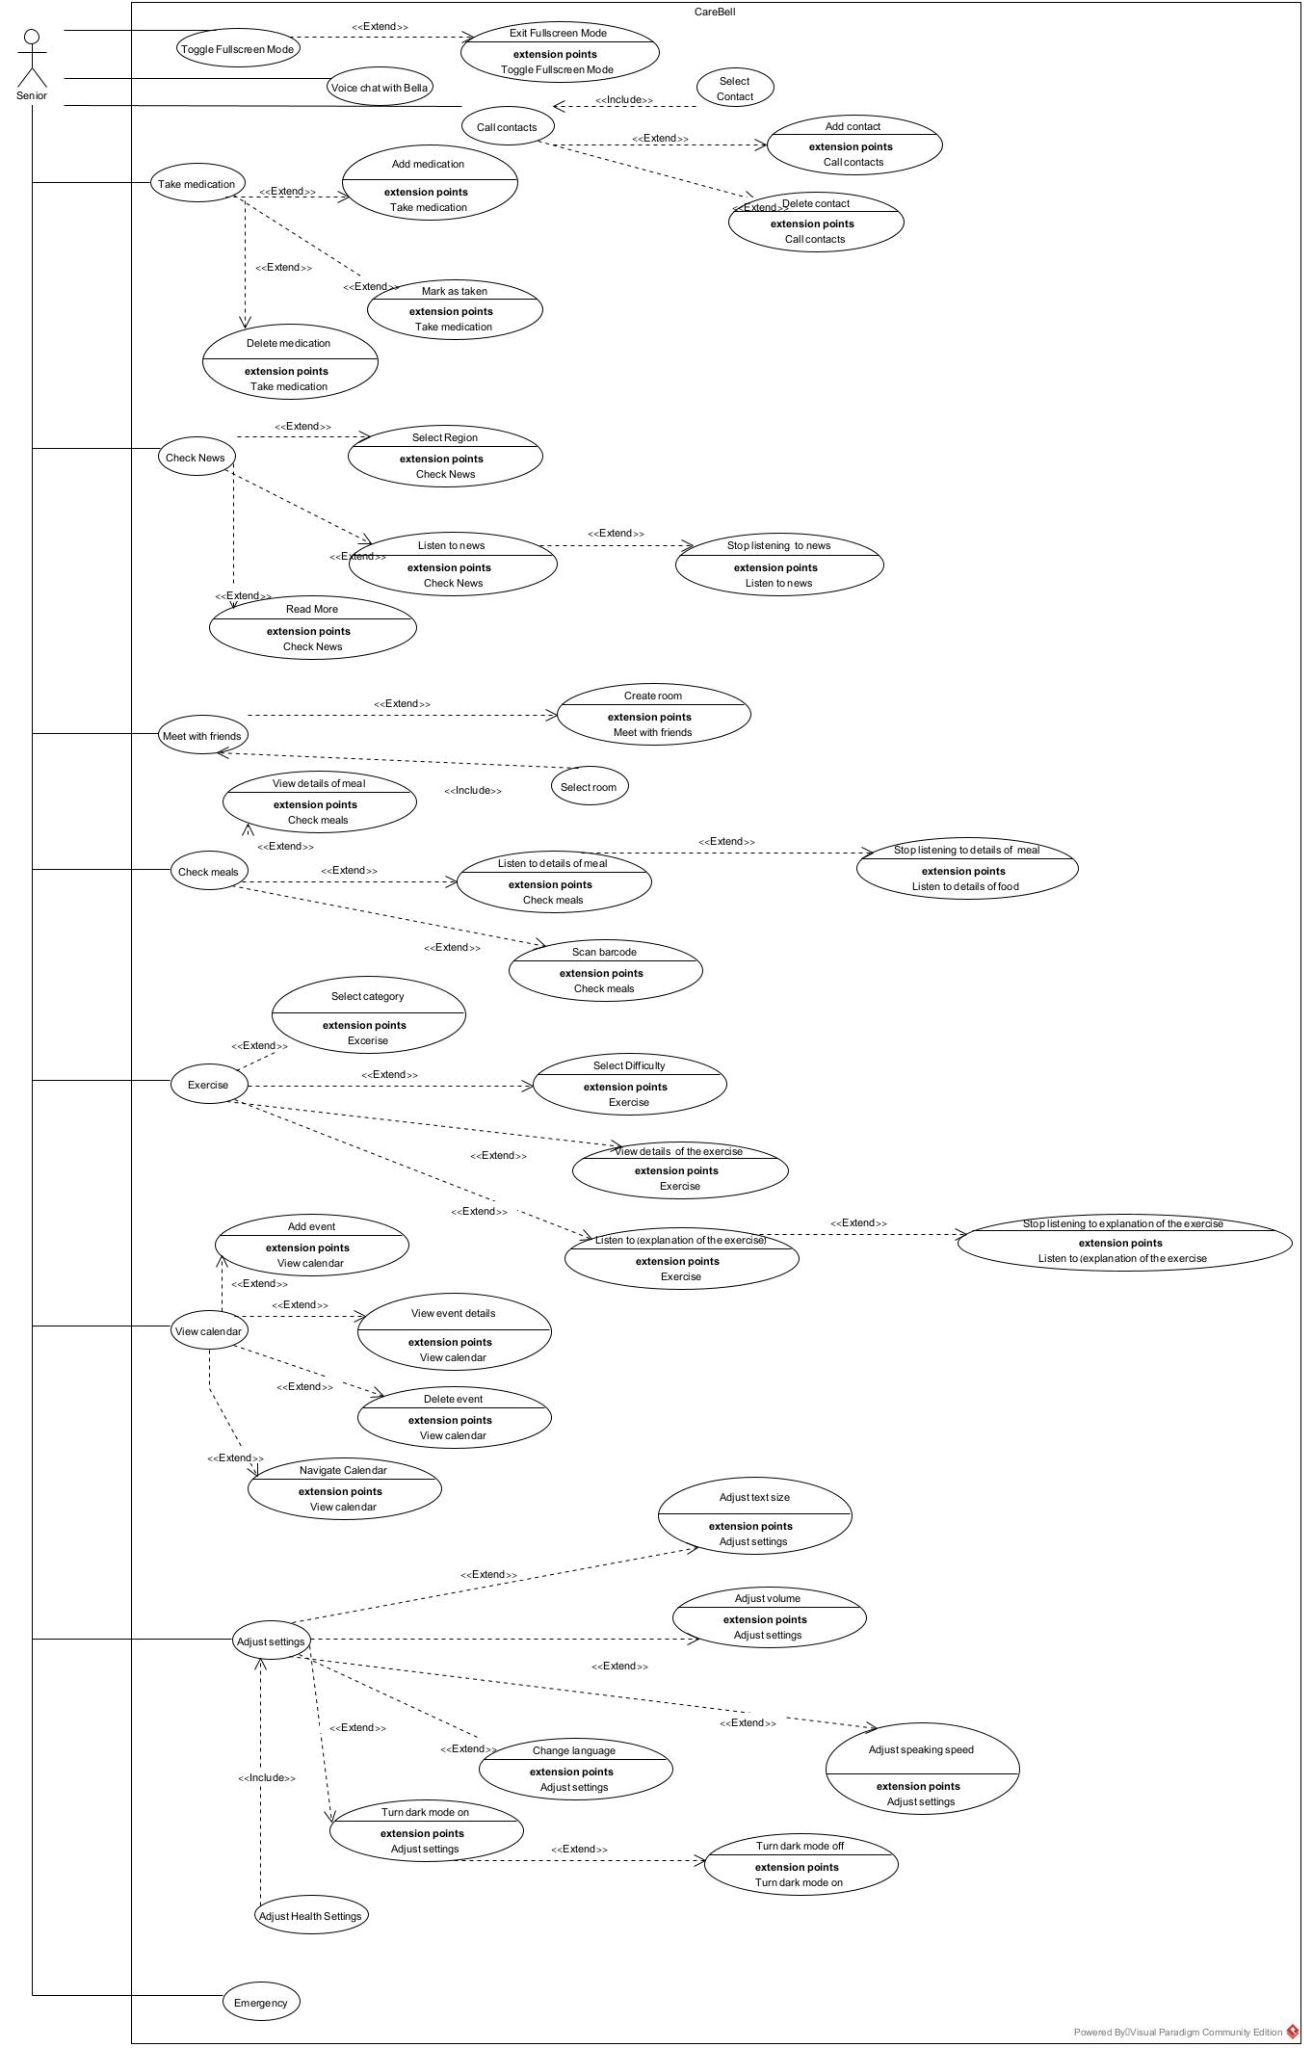 CareBell
Senior
Toggle Fullscreen Mode
<<Extend>>
Exit Fullscreen Mode
extension points
Toggle Fullscreen Mode
Voice chat with Bella
Select
Contact
<<Include>>
Call contacts
<<Extend>>
Add contact
extension points
Call contacts
<<Extend>>
Delete contact
extension points
Call contacts
Take medication
<<Extend>>
Add medication
extension points
Take medication
<<Extend>>
<<Extend>>
Mark as taken
extension points
Take medication
Delete medication
extension points
Take medication
Check News
<<Extend>>
Select Region
extension points
Check News
<<Extend>>
Listen to news
extension points
Check News
<<Extend>>
Stop listening to news
extension points
Listen to news
<<Extend>>
Read More
extension points
Check News
Meet with friends
<<Extend>>
Create room
extension points
Meet with friends
<<Include>>
Select room
View details of meal
extension points
Check meals
<<Extend>>
Check meals
<<Extend>>
Listen to details of meal
extension points
Check meals
<<Extend>>
Stop listening to details of meal
extension points
Listen to details of food
<<Extend>>
Scan barcode
extension points
Check meals
Select category
extension points
Excerise
<<Extend>>
Exercise
<<Extend>>
Select Difficulty
extension points
Exercise
<<Extend>>
View details of the exercise
extension points
Exercise
<<Extend>>
Listen to (explanation of the exercise)
extension points
Exercise
<<Extend>>
Stop listening to explanation of the exercise
extension points
Listen to (explanation of the exercise
Add event
extension points
View calendar
<<Extend>>
View calendar
<<Extend>>
View event details
extension points
View calendar
<<Extend>>
Delete event
extension points
View calendar
<<Extend>>
Navigate Calendar
extension points
View calendar
Adjust text size
extension points
Adjust settings
<<Extend>>
Adjust settings
Adjust volume
extension points
Adjust settings
<<Extend>>
<<Extend>>
Adjust speaking speed
extension points
Adjust settings
<<Extend>>
<<Extend>>
Change language
extension points
Adjust settings
<<Include>>
Turn dark mode on
extension points
Adjust settings
<<Extend>>
Turn dark mode off
extension points
Turn dark mode on
Adjust Health Settings
Emergency
Powered By Visual Paradigm Community Edition